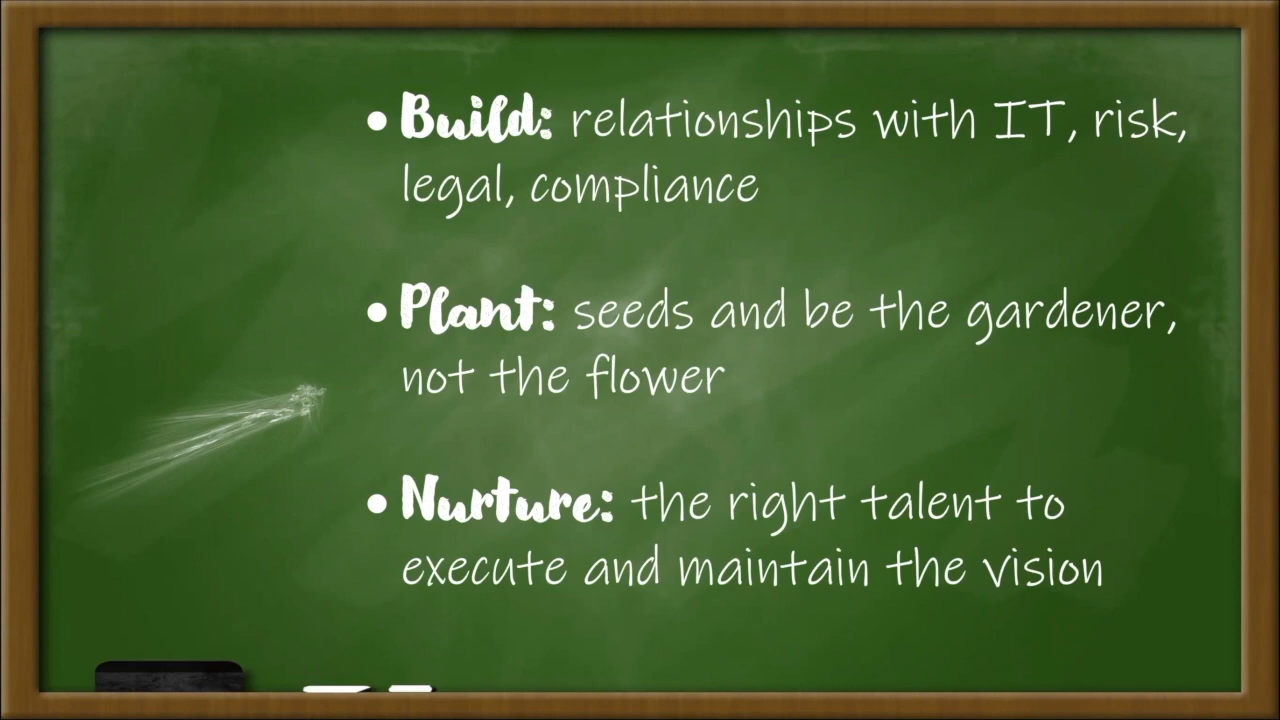 • Build: relationships with IT, risk,
legal, compliance
• Plant: seeds and be the gardener,
not the flower
• Nurture: the right talent to
execute and maintain the vision